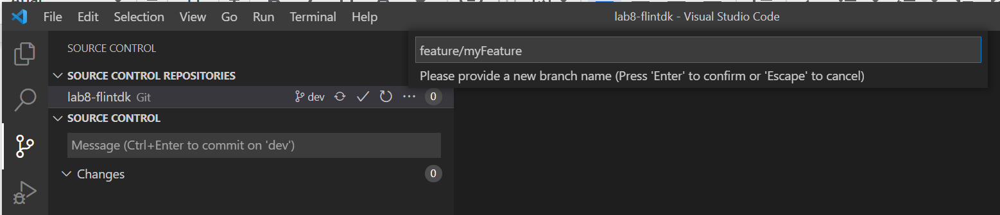 File Edit Selection View Go Run Terminal Help lab8-flintdk - Visual Studio Code
SOURCE CONTROL
feature/myFeature
Please provide a new branch name (Press 'Enter' to confirm or 'Escape' to cancel)
SOURCE CONTROL REPOSITORIES
lab8-flintdk Git dev 0
SOURCE CONTROL
Message (Ctrl+Enter to commit on 'dev')
Changes 0